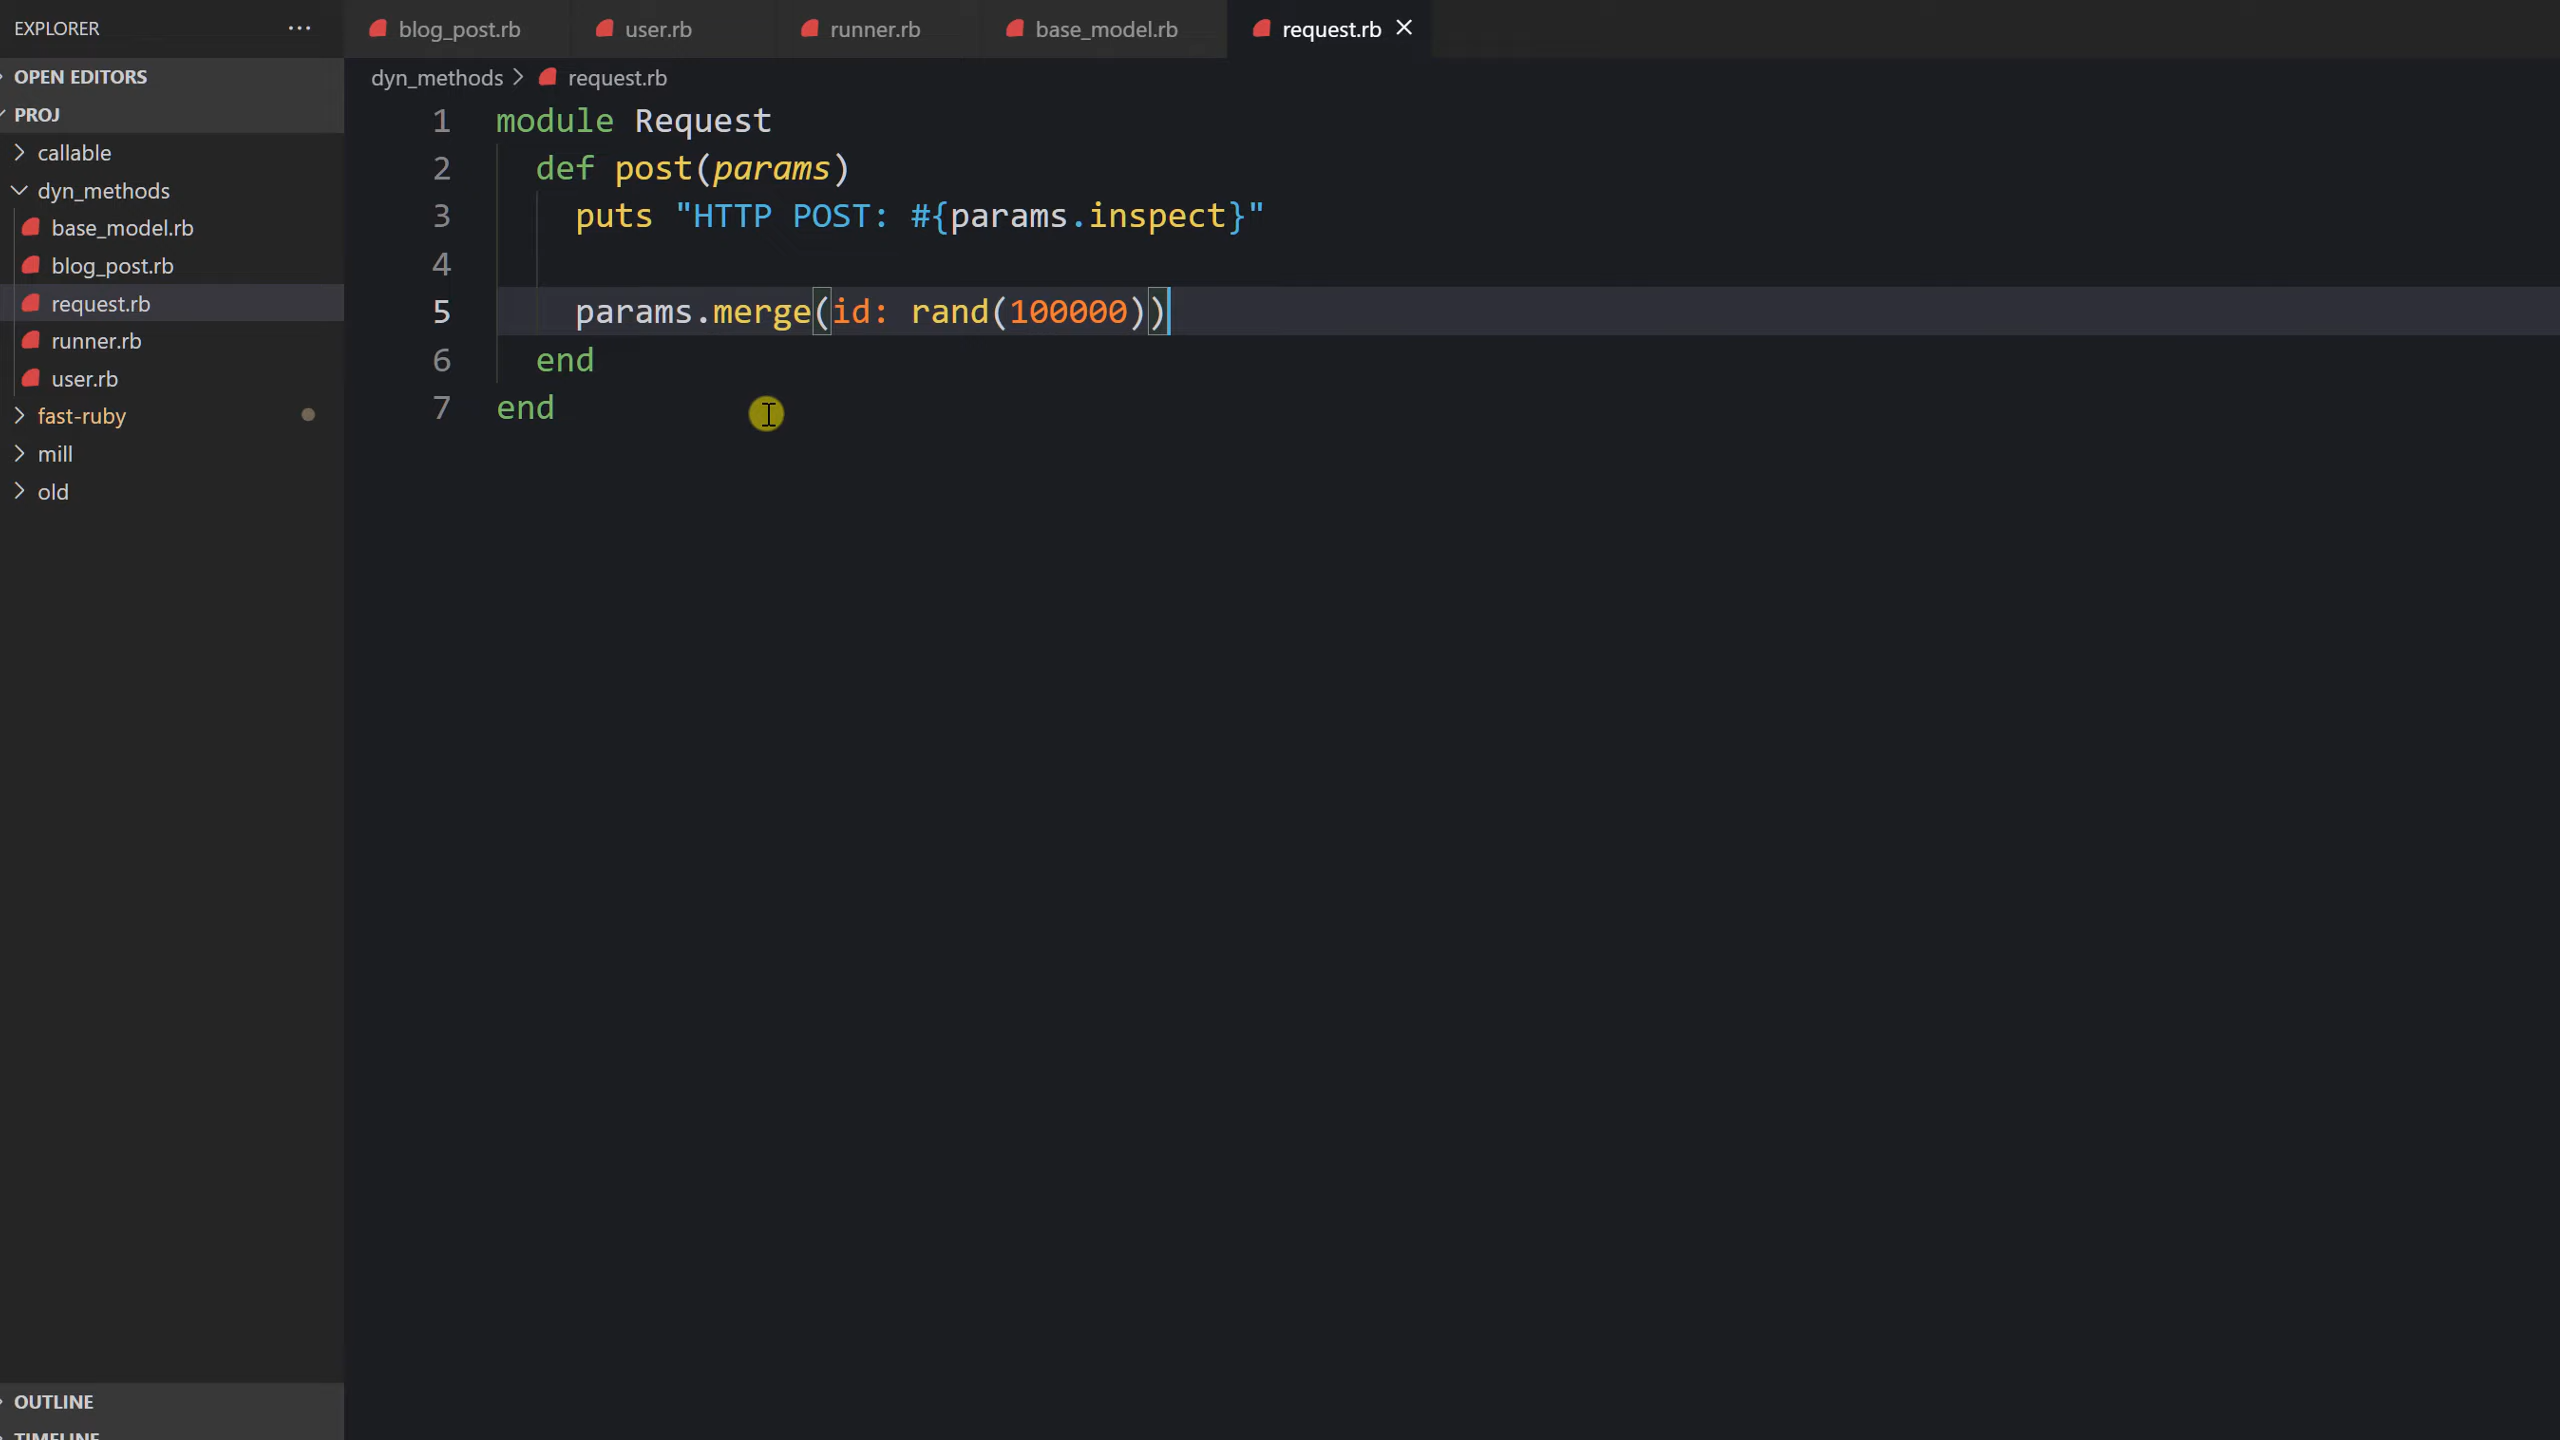 EXPLORER ...
OPEN EDITORS
PROJ
callable
dyn_methods
base_model.rb
blog_post.rb
request.rb
runner.rb
user.rb
fast-ruby
mill
old
OUTLINE
TIMELINE
blog_post.rb user.rb runner.rb base_model.rb request.rb
dyn_methods > request.rb
1 module Request
2   def post(params)
3     puts "HTTP POST: #{params.inspect}"
4
5     params.merge(id: rand(100000))
6   end
7 end